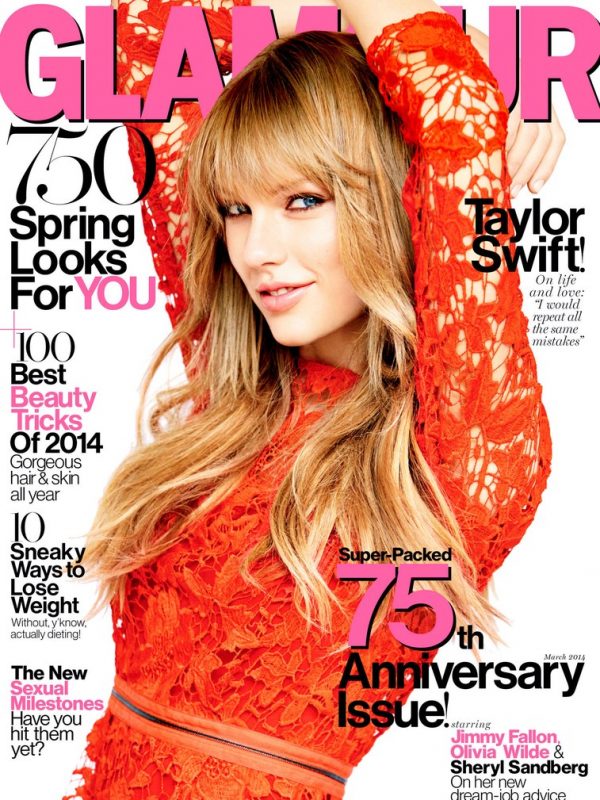 GLAMOUR
750
Spring
Looks
For YOU
100
Best
Beauty
Tricks
Of 2014
Gorgeous
hair & skin
all year
10
Sneaky
Ways to
Lose
Weight
Without, y'know,
actually dieting!
The New
Sexual
Milestones
Have you
hit them
yet?
Taylor
Swift!
On life
and love:
"I would
repeat all
the same
mistakes"
Super-Packed
75th
March 2014
Anniversary
Issue!
starring
Jimmy Fallon,
Olivia Wilde &
Sheryl Sandberg
On her new
dream-job advice